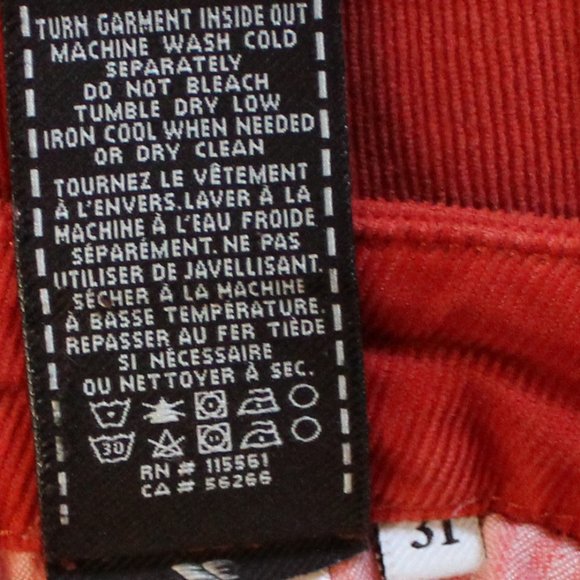 TURN GARMENT INSIDE OUT
MACHINE WASH COLD
SEPARATELY
DO NOT BLEACH
TUMBLE DRY LOW
IRON COOL WHEN NEEDED
OR DRY CLEAN
TOURNEZ LE VÊTEMENT
À L'ENVERS. LAVER À LA
MACHINE À L'EAU FROIDE
SÉPARÉMENT. NE PAS
UTILISER DE JAVELLISANT.
SÉCHER À LA MACHINE
À BASSE TEMPÉRATURE.
REPASSER AU FER TIÈDE
SI NÉCESSAIRE
OU NETTOYER À SEC.
30
RN # 115561
CA # 56266
31